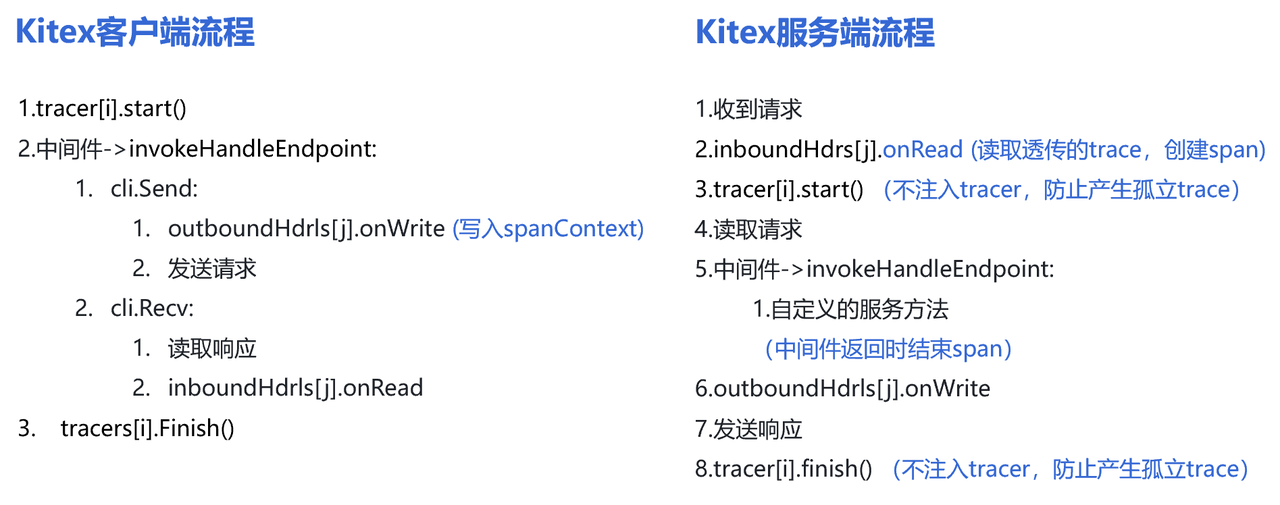 Kitex客户端流程
1.tracer[i].start()
2.中间件->invokeHandleEndpoint:
1. cli.Send:
1. outboundHdrls[j].onWrite (写入spanContext)
2. 发送请求
2. cli.Recv:
1. 读取响应
2. inboundHdrls[j].onRead
3. tracers[i].Finish()
Kitex服务端流程
1.收到请求
2.inboundHdrs[j].onRead (读取透传的trace，创建span)
3.tracer[i].start() （不注入tracer，防止产生孤立trace）
4.读取请求
5.中间件->invokeHandleEndpoint:
1.自定义的服务方法
（中间件返回时结束span）
6.outboundHdrls[j].onWrite
7.发送响应
8.tracer[i].finish() （不注入tracer，防止产生孤立trace）